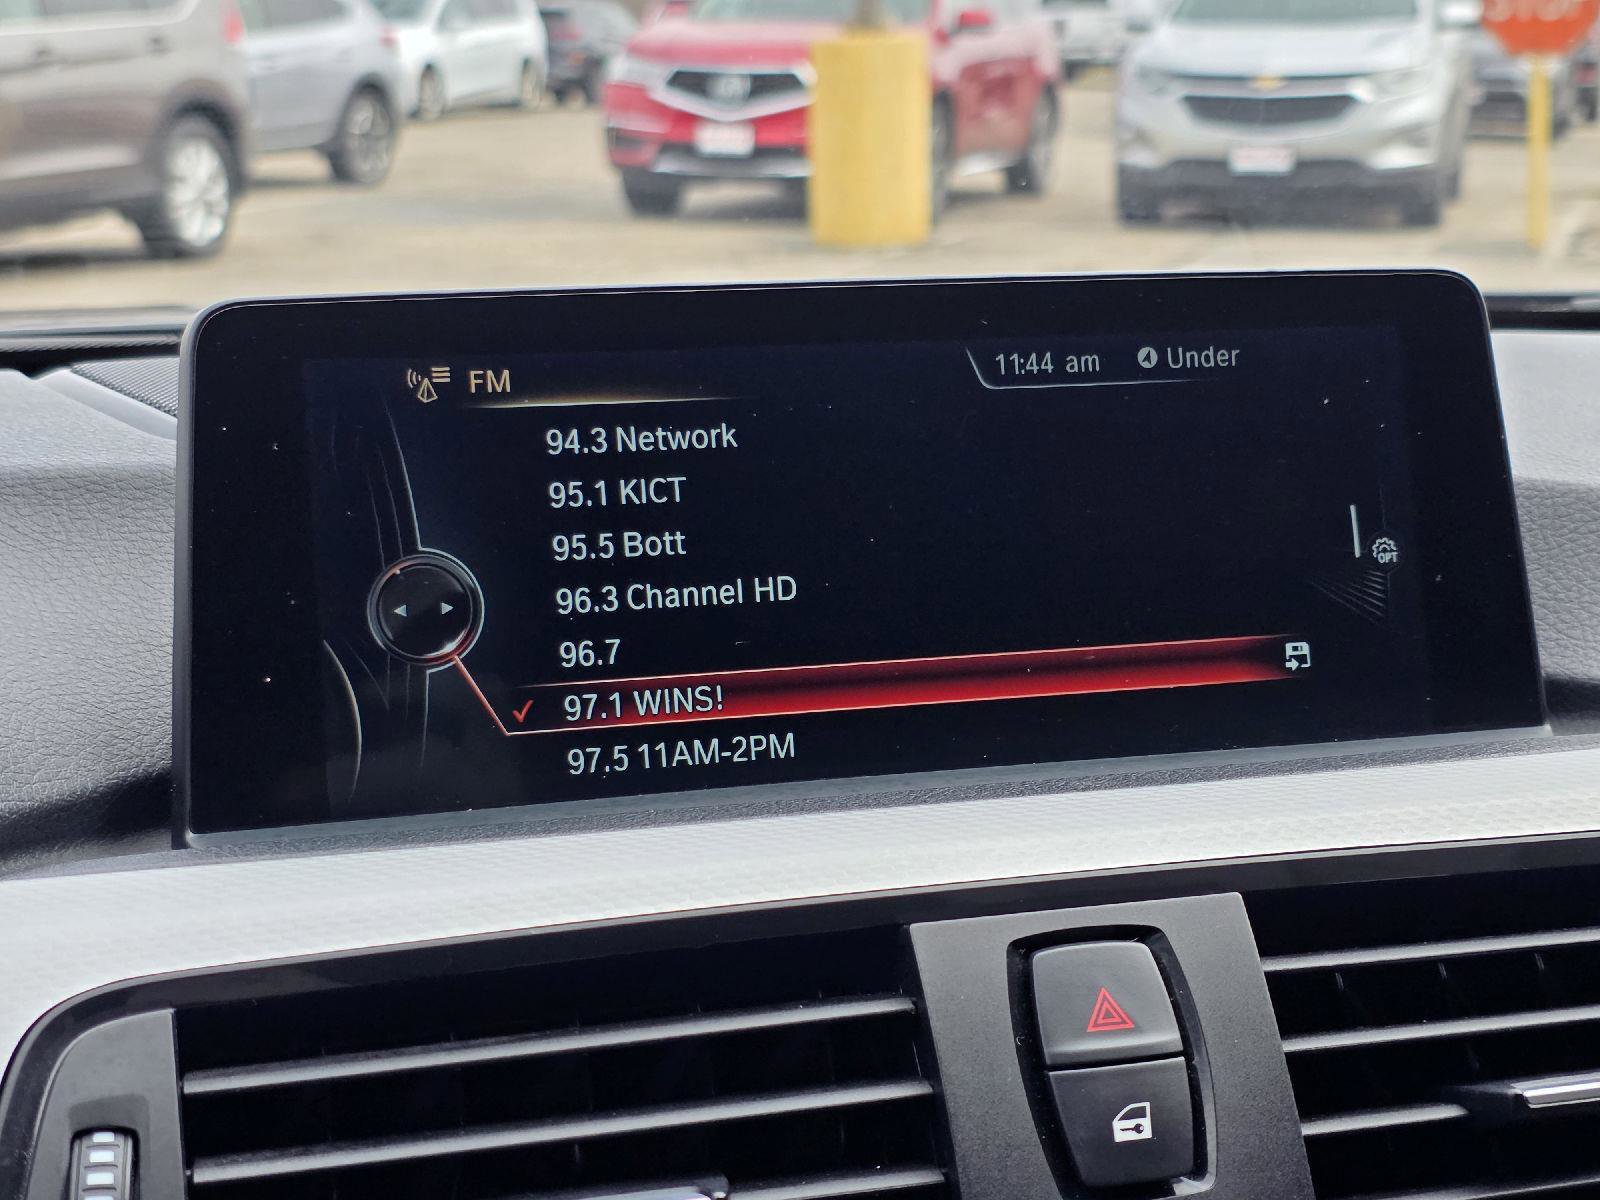 STOP
FM
11:44 am
Under
94.3 Network
95.1 KICT
95.5 Bott
96.3 Channel HD
OPT
96.7
97.1 WINS!
97.5 11AM-2PM